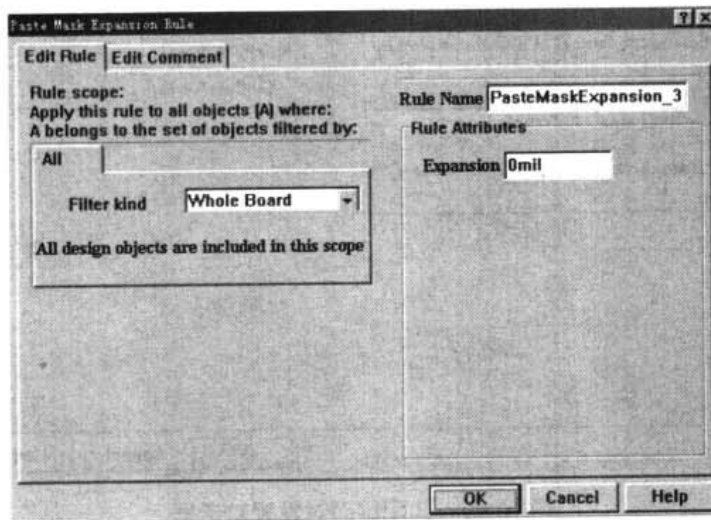 Paste Mask Expansion Rule
Edit Rule Edit Comment
Rule scope:
Apply this rule to all objects (A) where:
A belongs to the set of objects filtered by:
All
Filter kind Whole Board
All design objects are included in this scope
Rule Name PasteMaskExpansion_3
Rule Attributes
Expansion 0mil
OK Cancel Help